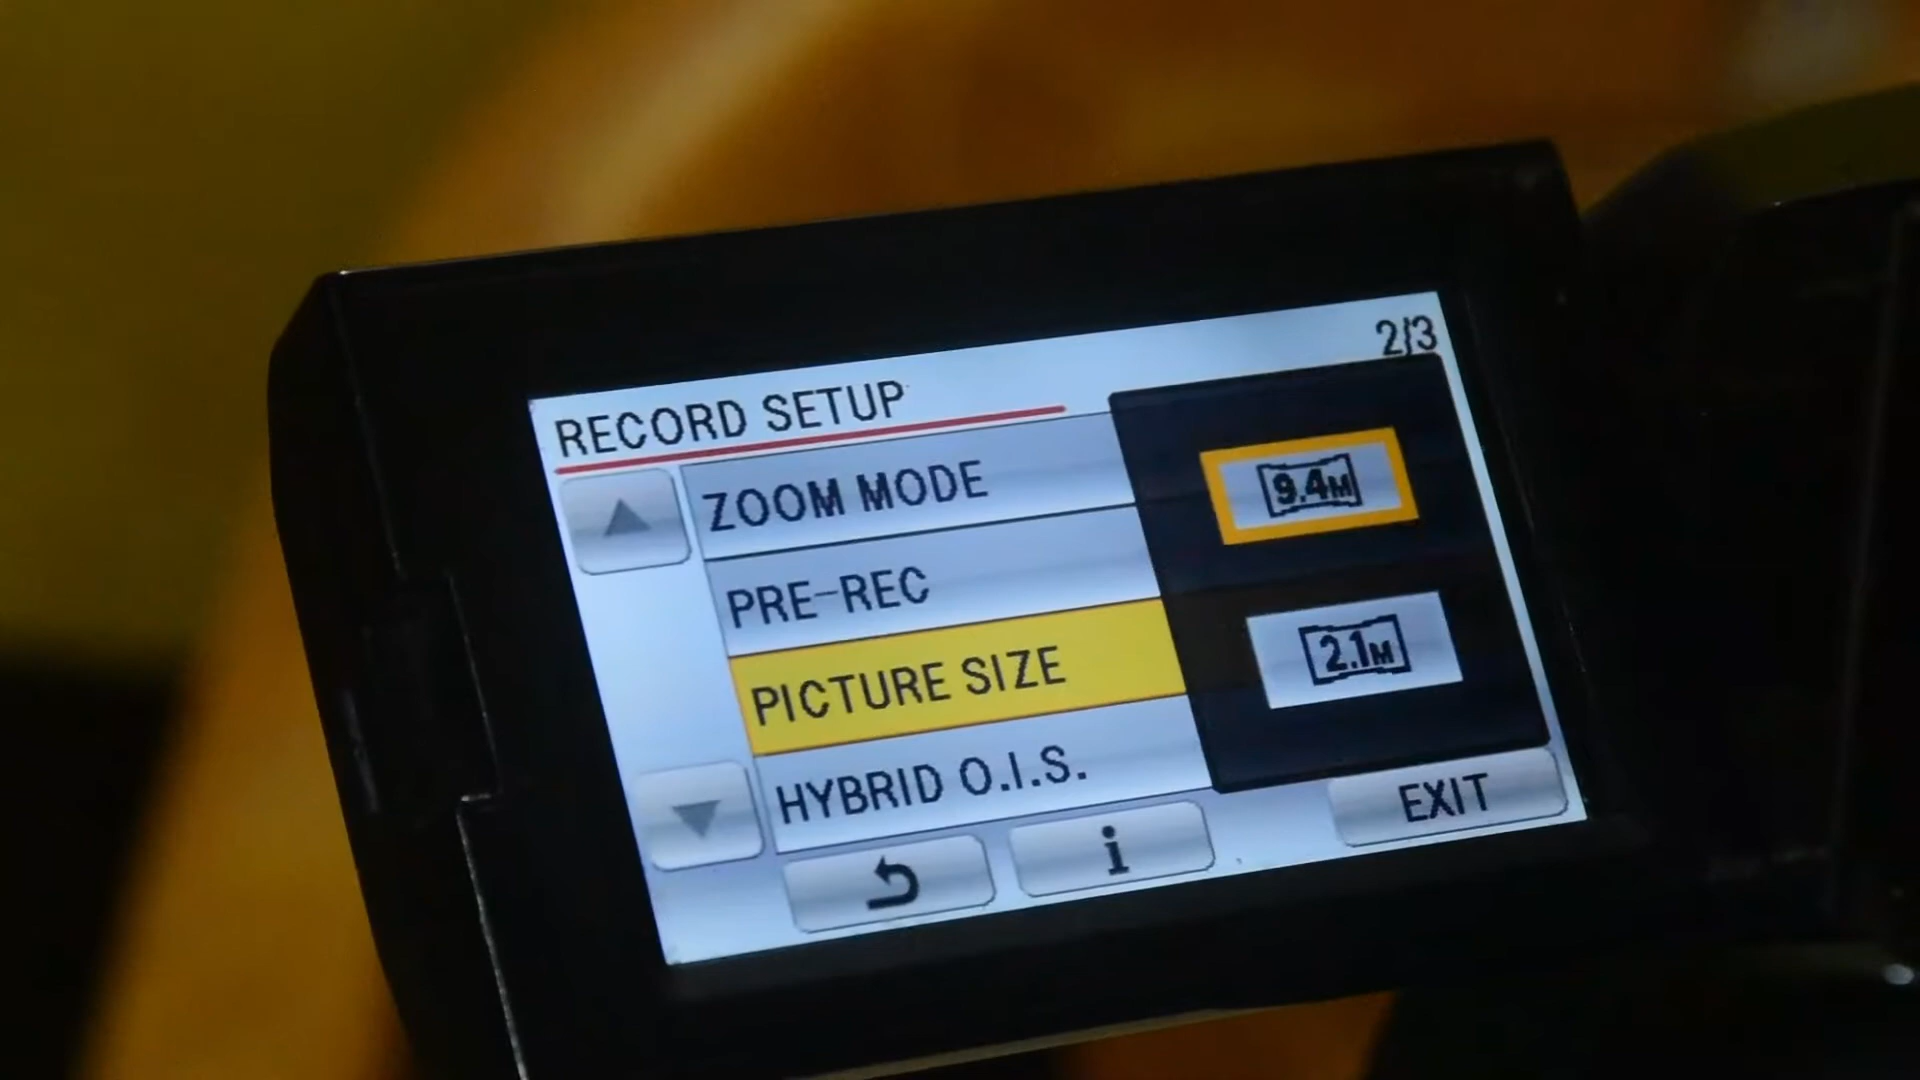 2/3
RECORD SETUP
ZOOM MODE
9.4M
PRE-REC
PICTURE SIZE
2.1M
HYBRID O.I.S.
EXIT
i